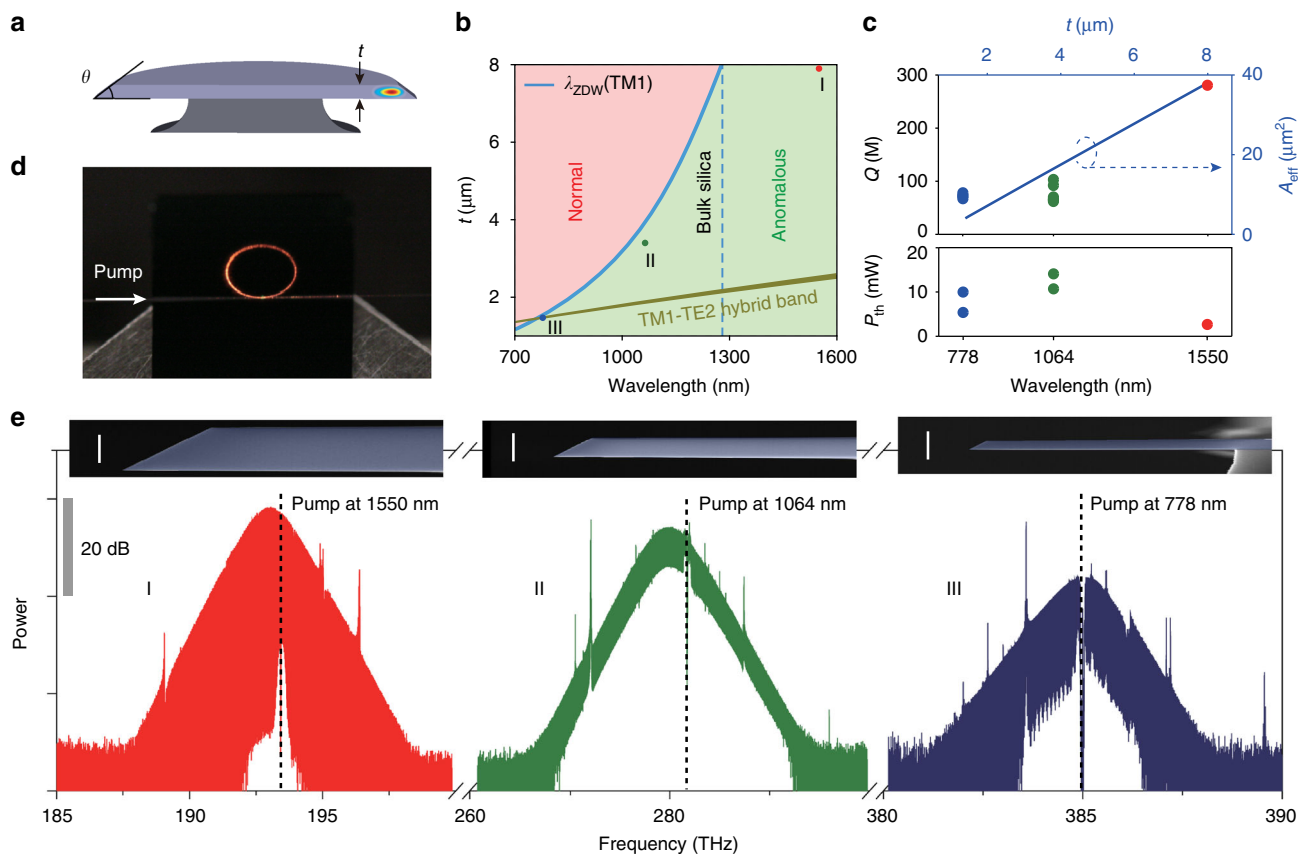 a
θ
t
b
t (μm)
8
6
4
2
700
1000
1300
1600
Wavelength (nm)
λZDW(TM1)
Normal
Bulk silica
Anomalous
I
II
III
TM1-TE2 hybrid band
c
t (μm)
2
4
6
8
Q (M)
300
200
100
0
40
20
0
Aeff (μm²)
Pth (mW)
20
10
0
778
1064
1550
Wavelength (nm)
d
Pump
e
Pump at 1550 nm
Pump at 1064 nm
Pump at 778 nm
20 dB
I
II
III
Power
185
190
195
260
280
380
385
390
Frequency (THz)